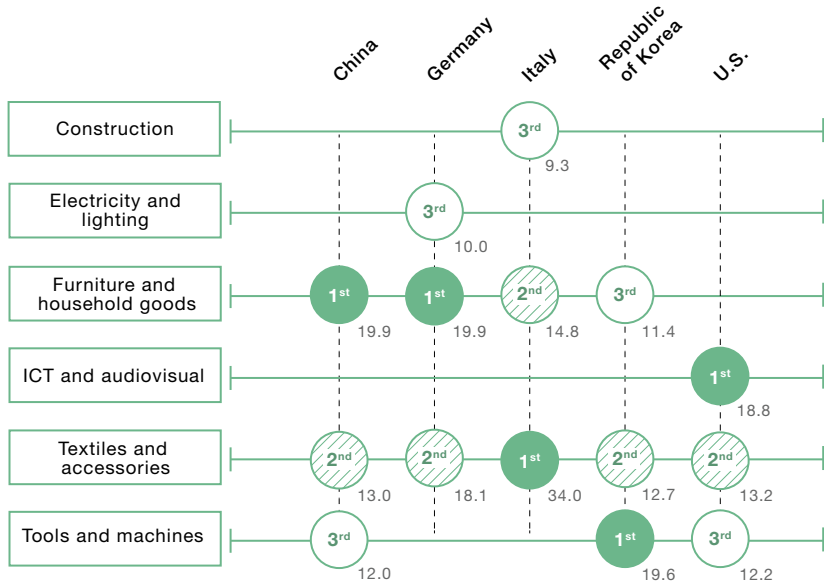 China
Germany
Italy
Republic
of Korea
U.S.
Construction
3rd
9.3
Electricity and
lighting
3rd
10.0
Furniture and
household goods
1st
19.9
1st
19.9
2nd
14.8
3rd
11.4
ICT and audiovisual
1st
18.8
Textiles and
accessories
2nd
13.0
2nd
18.1
1st
34.0
2nd
12.7
2nd
13.2
Tools and machines
3rd
12.0
1st
19.6
3rd
12.2